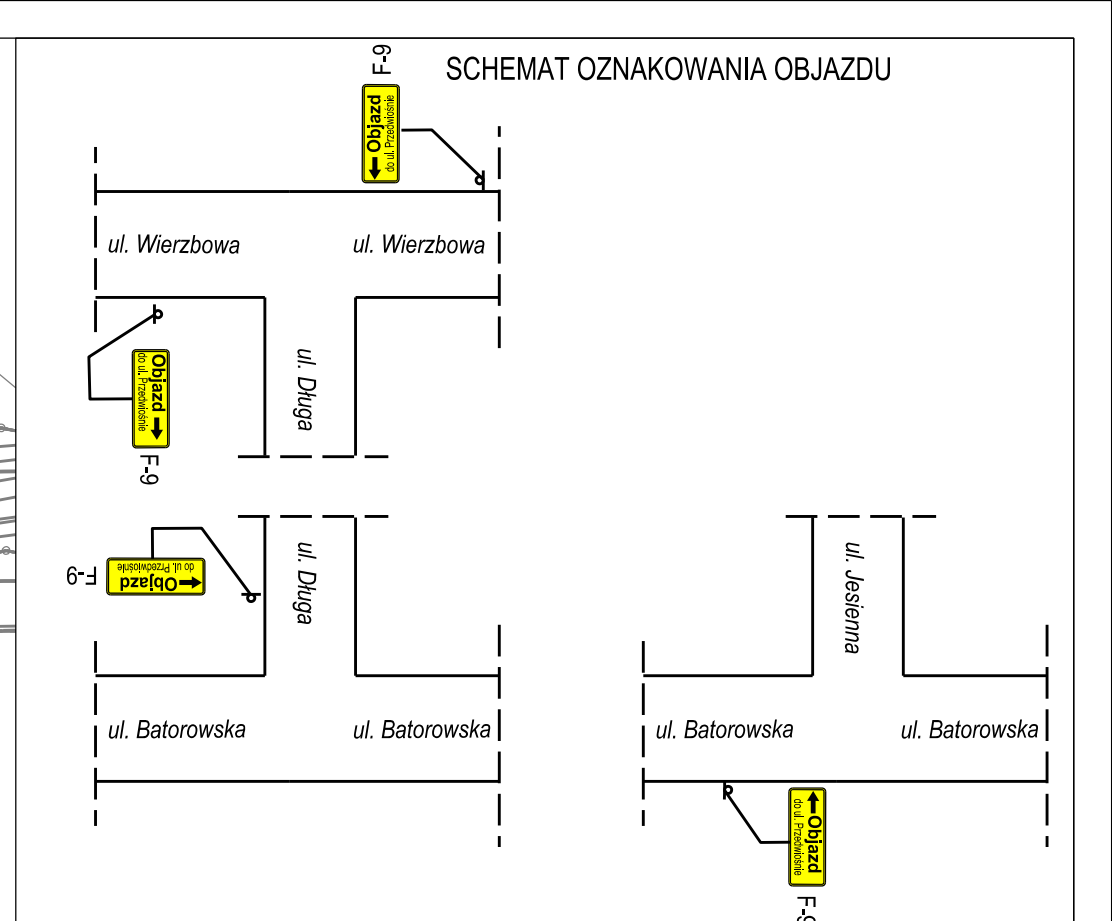 SCHEMAT OZNAKOWANIA OBJAZDU
F-9
Objazd
do ul. Przedwiośnie
ul. Wierzbowa
ul. Wierzbowa
ul. Długa
Objazd
do ul. Przedwiośnie
F-9
F-9
Objazd
do ul. Przedwiośnie
ul. Długa
ul. Batorowska
ul. Batorowska
ul. Jesienna
ul. Batorowska
ul. Batorowska
Objazd
do ul. Przedwiośnie
F-9